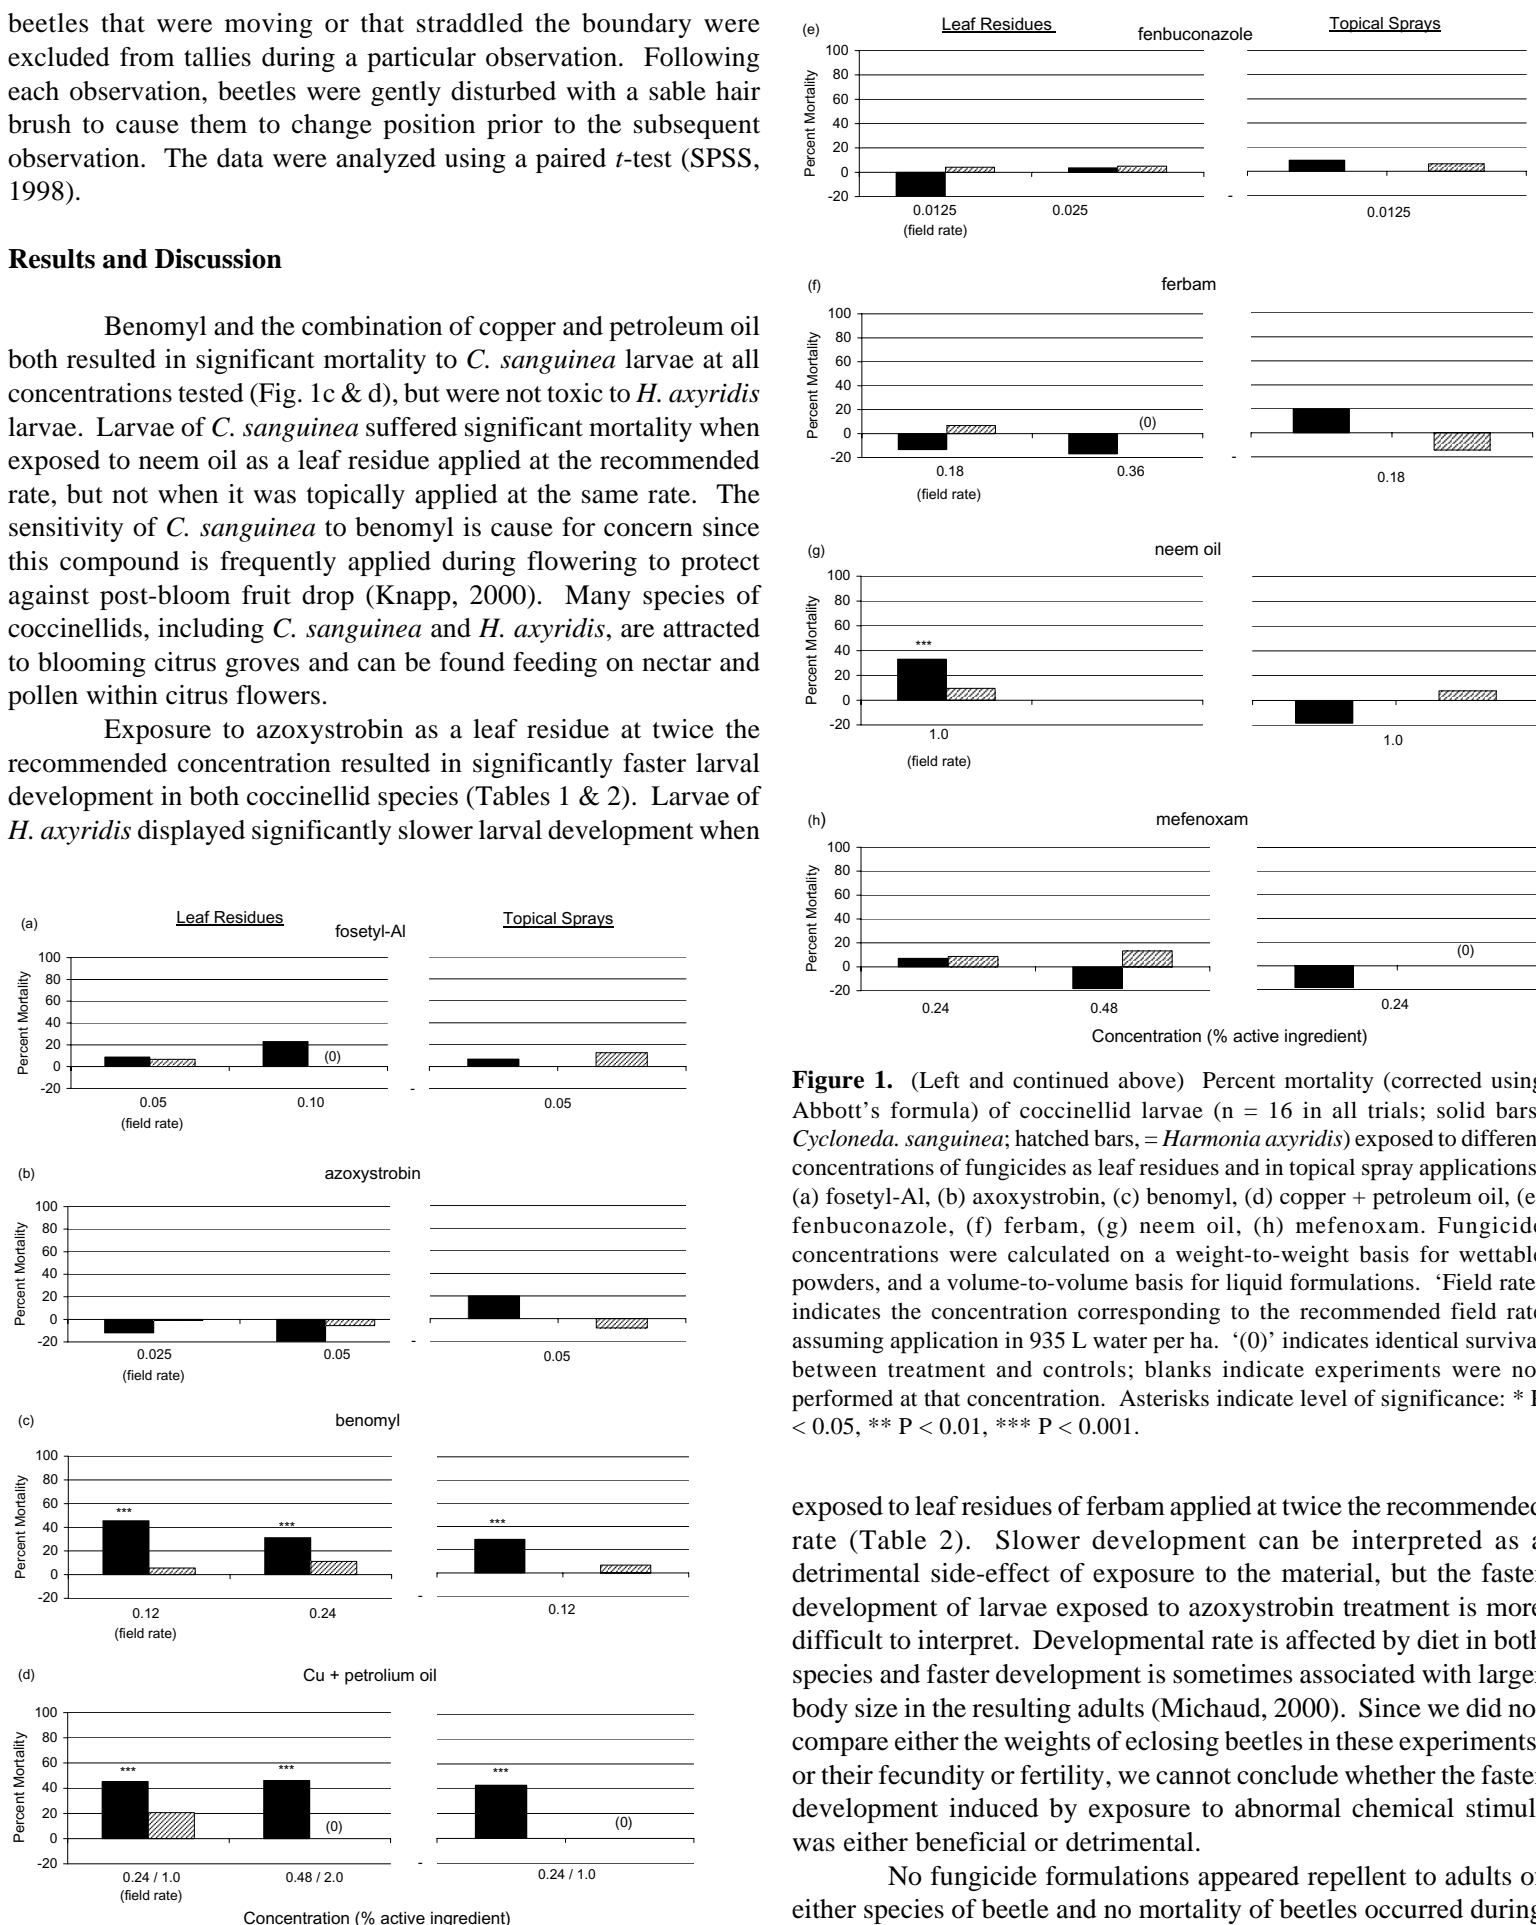 beetles that were moving or that straddled the boundary were
excluded from tallies during a particular observation. Following
each observation, beetles were gently disturbed with a sable hair
brush to cause them to change position prior to the subsequent
observation. The data were analyzed using a paired t-test (SPSS,
1998).
Results and Discussion
Benomyl and the combination of copper and petroleum oil
both resulted in significant mortality to C. sanguinea larvae at all
concentrations tested (Fig. 1c & d), but were not toxic to H. axyridis
larvae. Larvae of C. sanguinea suffered significant mortality when
exposed to neem oil as a leaf residue applied at the recommended
rate, but not when it was topically applied at the same rate. The
sensitivity of C. sanguinea to benomyl is cause for concern since
this compound is frequently applied during flowering to protect
against post-bloom fruit drop (Knapp, 2000). Many species of
coccinellids, including C. sanguinea and H. axyridis, are attracted
to blooming citrus groves and can be found feeding on nectar and
pollen within citrus flowers.
Exposure to azoxystrobin as a leaf residue at twice the
recommended concentration resulted in significantly faster larval
development in both coccinellid species (Tables 1 & 2). Larvae of
H. axyridis displayed significantly slower larval development when
(a)
Leaf Residues
fosetyl-Al
Topical Sprays
Percent Mortality
100
80
60
40
20
0
-20
(0)
-
0.05
0.10
0.05
(field rate)
(b)
azoxystrobin
Percent Mortality
100
80
60
40
20
0
-20
-
0.025
0.05
0.05
(field rate)
(c)
benomyl
Percent Mortality
100
80
60
40
20
0
-20
***
***
***
-
0.12
0.24
0.12
(field rate)
(d)
Cu + petrolium oil
Percent Mortality
100
80
60
40
20
0
-20
***
***
(0)
***
(0)
-
0.24 / 1.0
0.48 / 2.0
0.24 / 1.0
(field rate)
Concentration (% active ingredient)
(e)
Leaf Residues
fenbuconazole
Topical Sprays
Percent Mortality
100
80
60
40
20
0
-20
-
0.0125
0.025
0.0125
(field rate)
(f)
ferbam
Percent Mortality
100
80
60
40
20
0
-20
(0)
-
0.18
0.36
0.18
(field rate)
(g)
neem oil
Percent Mortality
100
80
60
40
20
0
-20
***
1.0
1.0
(field rate)
(h)
mefenoxam
Percent Mortality
100
80
60
40
20
0
-20
(0)
0.24
0.48
0.24
Concentration (% active ingredient)
Figure 1. (Left and continued above) Percent mortality (corrected using
Abbott's formula) of coccinellid larvae (n = 16 in all trials; solid bars
Cycloneda. sanguinea; hatched bars, = Harmonia axyridis) exposed to differen
concentrations of fungicides as leaf residues and in topical spray applications
(a) fosetyl-Al, (b) axoxystrobin, (c) benomyl, (d) copper + petroleum oil, (e
fenbuconazole, (f) ferbam, (g) neem oil, (h) mefenoxam. Fungicide
concentrations were calculated on a weight-to-weight basis for wettable
powders, and a volume-to-volume basis for liquid formulations. ‘Field rate
indicates the concentration corresponding to the recommended field rate
assuming application in 935 L water per ha. ‘(0)’ indicates identical surviva
between treatment and controls; blanks indicate experiments were no
performed at that concentration. Asterisks indicate level of significance: * P
< 0.05, ** P < 0.01, *** P < 0.001.
exposed to leaf residues of ferbam applied at twice the recommended
rate (Table 2). Slower development can be interpreted as a
detrimental side-effect of exposure to the material, but the faster
development of larvae exposed to azoxystrobin treatment is more
difficult to interpret. Developmental rate is affected by diet in both
species and faster development is sometimes associated with larger
body size in the resulting adults (Michaud, 2000). Since we did no
compare either the weights of eclosing beetles in these experiments
or their fecundity or fertility, we cannot conclude whether the faster
development induced by exposure to abnormal chemical stimul
was either beneficial or detrimental.
No fungicide formulations appeared repellent to adults of
either species of beetle and no mortality of beetles occurred during